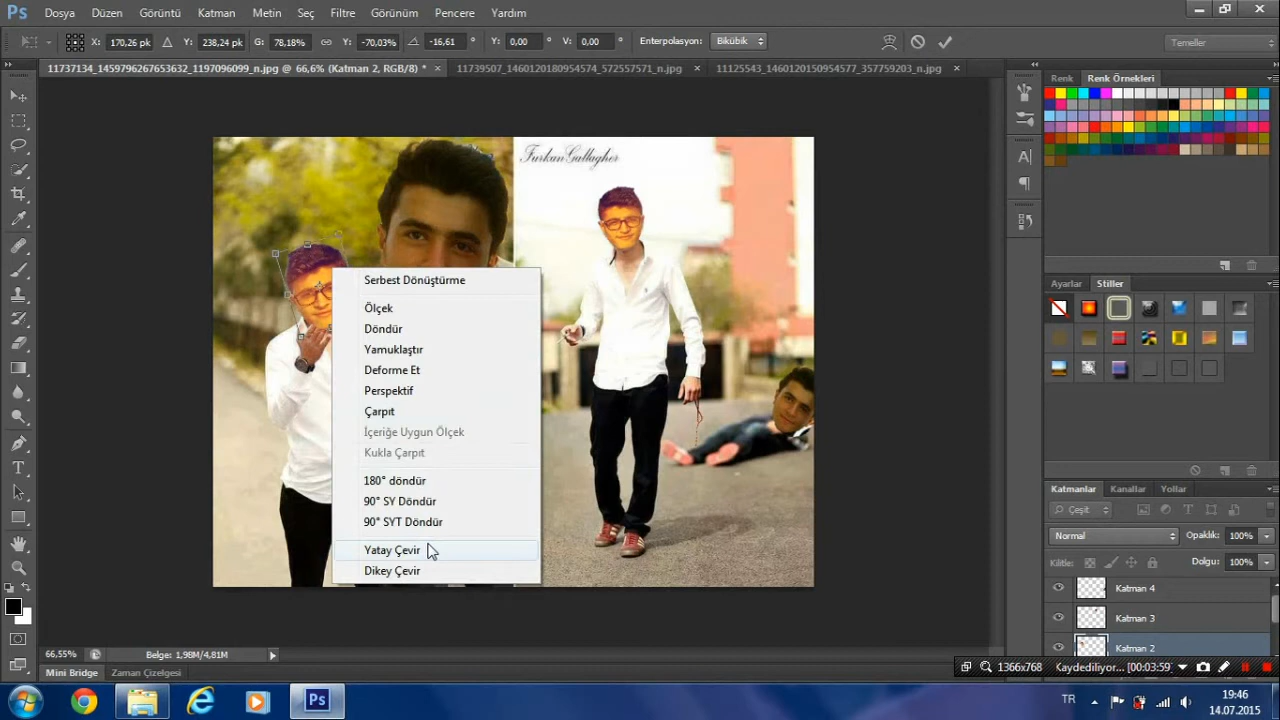 Ps Dosya Düzen Görüntü Katman Metin Seç Filtre Görünüm Pencere Yardım
X: 170,26 pk Y: 238,24 pk G: 78,18% Y: -70,03% -16,61 ° Y: 0,00 ° V: 0,00 ° Enterpolasyon: Bikübik Temeller
11737134_1459796267653632_1197096099_n.jpg @ 66,6% (Katman 2, RGB/8) * × 11739507_1460120180954574_572557571_n.jpg × 11125543_1460120150954577_357759203_n.jpg ×
Renk Renk Örnekleri
FurkanGallagher
Serbest Dönüştürme
Ölçek
Döndür
Yamuklaştır
Deforme Et
Perspektif
Çarpıt
İçeriğe Uygun Ölçek
Kukla Çarpıt
180° döndür
90° SY Döndür
90° SYT Döndür
Yatay Çevir
Dikey Çevir
Ayarlar Stiller
Katmanlar Kanallar Yollar
Çeşit
Normal Opaklık: 100%
Kilitle: Dolgu: 100%
Katman 4
Katman 3
Katman 2
66,55% Belge: 1,98M/4,81M
1366x768 Kaydediliyor... [00:03:59]
Mini Bridge Zaman Çizelgesi
Ps
TR 19:46
14.07.2015